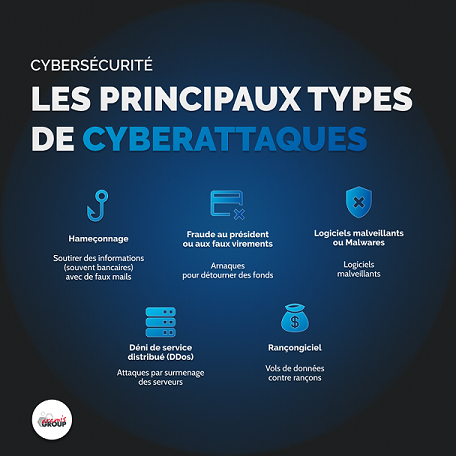 CYBERSÉCURITÉ
LES PRINCIPAUX TYPES
DE CYBERATTAQUES
Hameçonnage
Soutirer des informations
(souvent bancaires)
avec de faux mails
Fraude au président
ou aux faux virements
Arnaques
pour détourner des fonds
Logiciels malveillants
ou Malwares
Logiciels
malveillants
Déni de service
distribué (DDos)
Attaques par surmenage
des serveurs
$
Rançongiciel
Vols de données
contre rançons
GROUP